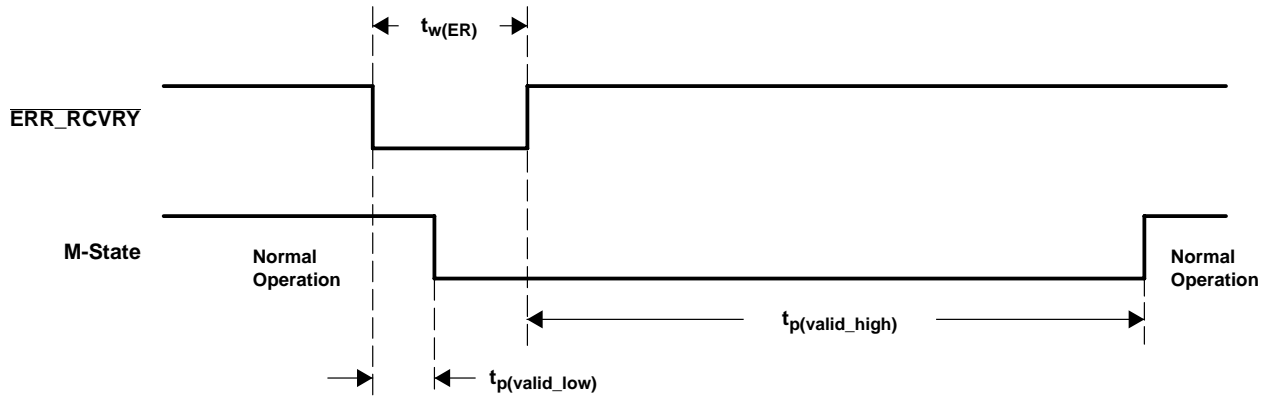 tw(ER)
ERR_RCVRY
M-State
Normal
Operation
Normal
Operation
tp(valid_high)
tp(valid_low)